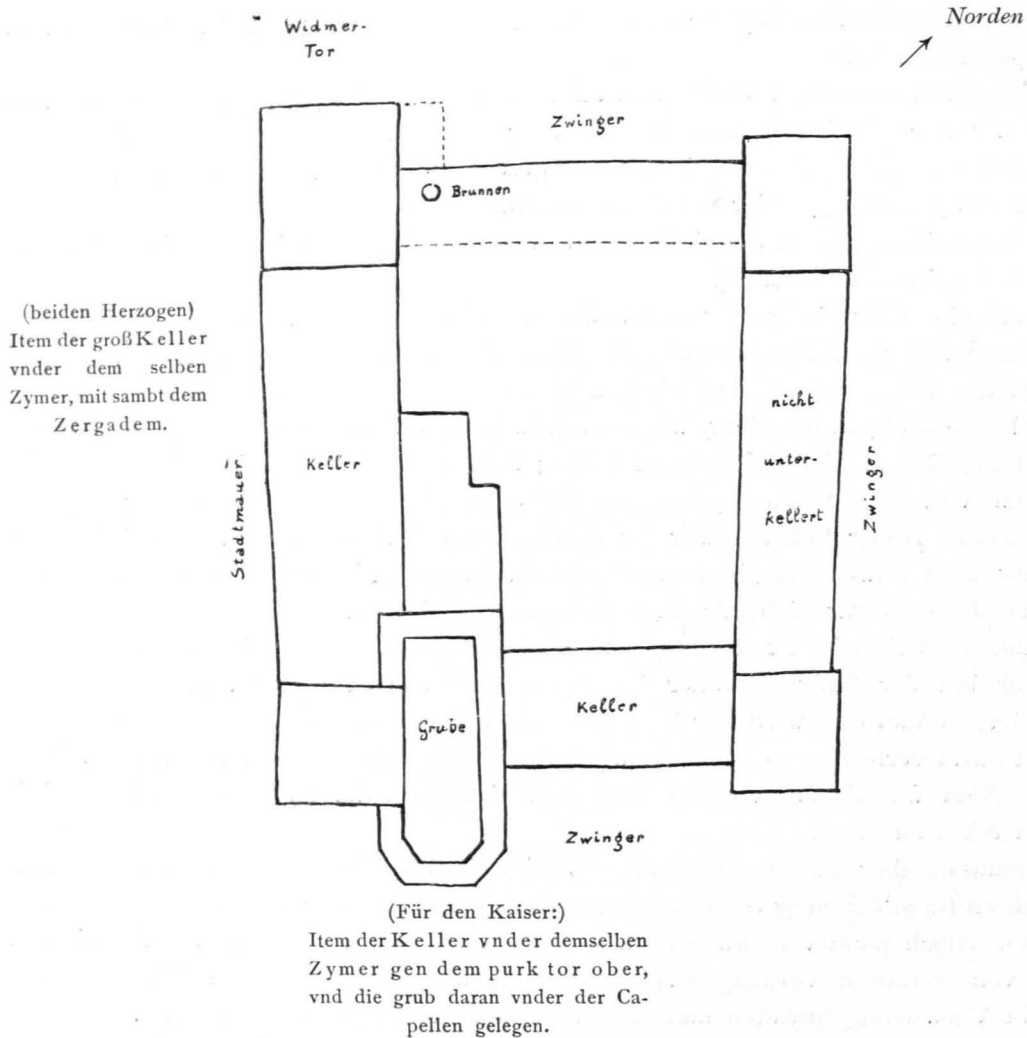 Norden
Widmer-
Tor
Zwinger
Brunnen
(beiden Herzogen)
Item der groß Keller
vnder dem selben
Zymer, mit sambt dem
Zergadem.
Stadtmauer
Keller
nicht
unter-
kellert
Zwinger
Keller
Grube
Zwinger
(Für den Kaiser:)
Item der Keller vnder demselben
Zymer gen dem purk tor ober,
vnd die grub daran vnder der Ca-
pellen gelegen.